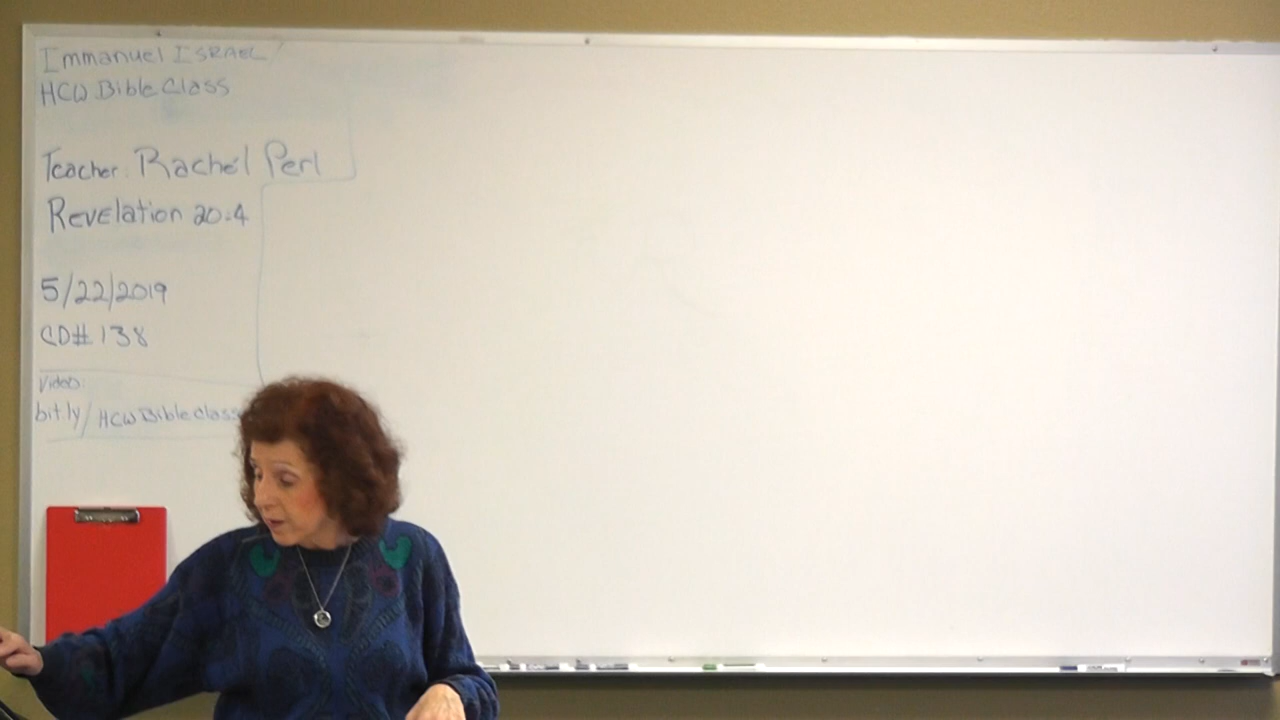 Immanuel ISRAEL
HCW Bible Class
Teacher: Rachel Perl
Revelation 20:4
5/22/2019
CD# 138
Video
bit.ly/HCWBibleClass